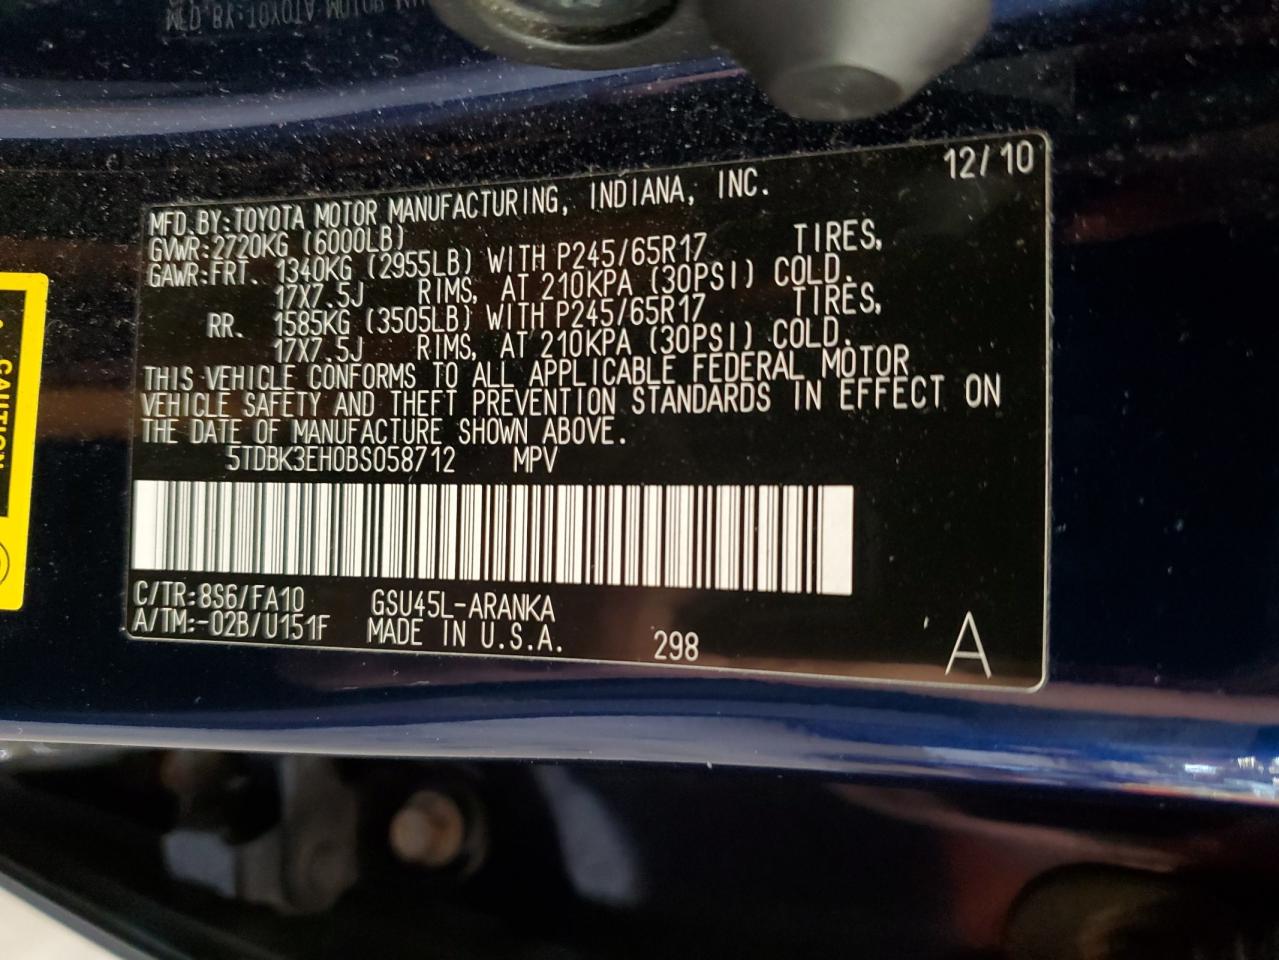 12/10
MFD.BY:TOYOTA MOTOR MANUFACTURING, INDIANA, INC.
GVWR:2720KG (6000LB)
GAWR:FRT. 1340KG (2955LB) WITH P245/65R17 TIRES,
17X7.5J RIMS, AT 210KPA (30PSI) COLD.
RR. 1585KG (3505LB) WITH P245/65R17 TIRES,
17X7.5J RIMS, AT 210KPA (30PSI) COLD.
THIS VEHICLE CONFORMS TO ALL APPLICABLE FEDERAL MOTOR
VEHICLE SAFETY AND THEFT PREVENTION STANDARDS IN EFFECT ON
THE DATE OF MANUFACTURE SHOWN ABOVE.
5TDBK3EH0BS058712 MPV
C/TR:8S6/FA10 GSU45L-ARANKA
A/TM:-02B/U151F MADE IN U.S.A. 298 A
CAUTION